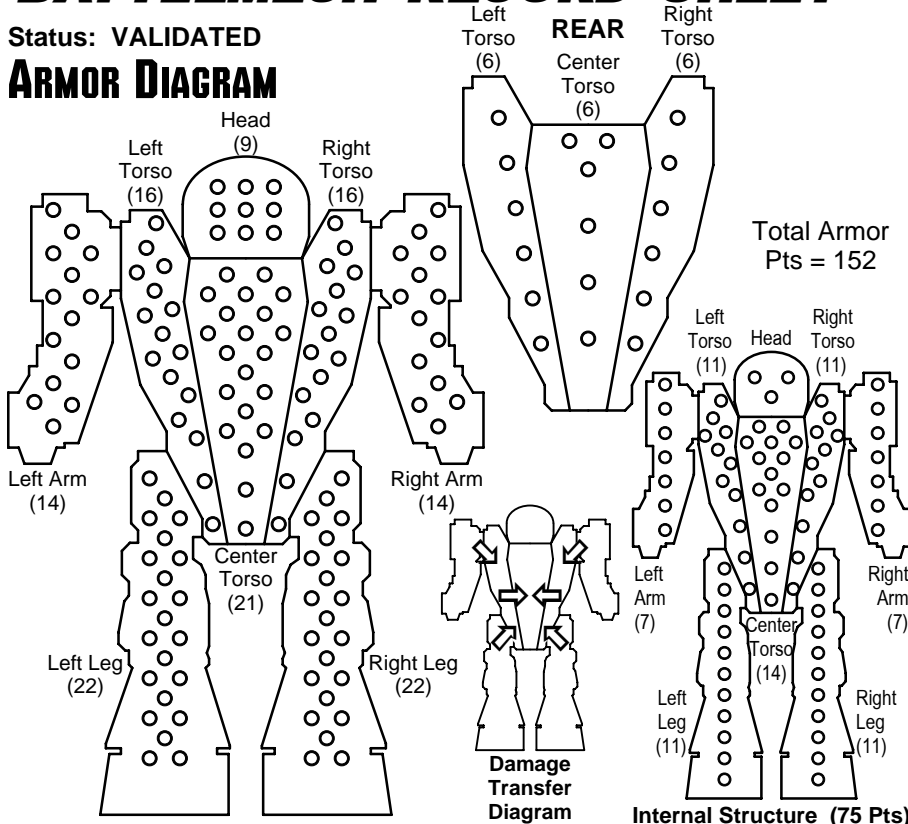 Status: VALIDATED
ARMOR DIAGRAM
Head
(9)
Left
Torso
(16)
Right
Torso
(16)
Left Arm
(14)
Right Arm
(14)
Center
Torso
(21)
Left Leg
(22)
Right Leg
(22)
Left
Torso
(6)
REAR
Center
Torso
(6)
Right
Torso
(6)
Total Armor
Pts = 152
Left
Torso
(11)
Head
Right
Torso
(11)
Left
Arm
(7)
Right
Arm
(7)
Center
Torso
(14)
Left
Leg
(11)
Right
Leg
(11)
Damage
Transfer
Diagram
Internal Structure (75 Pts)